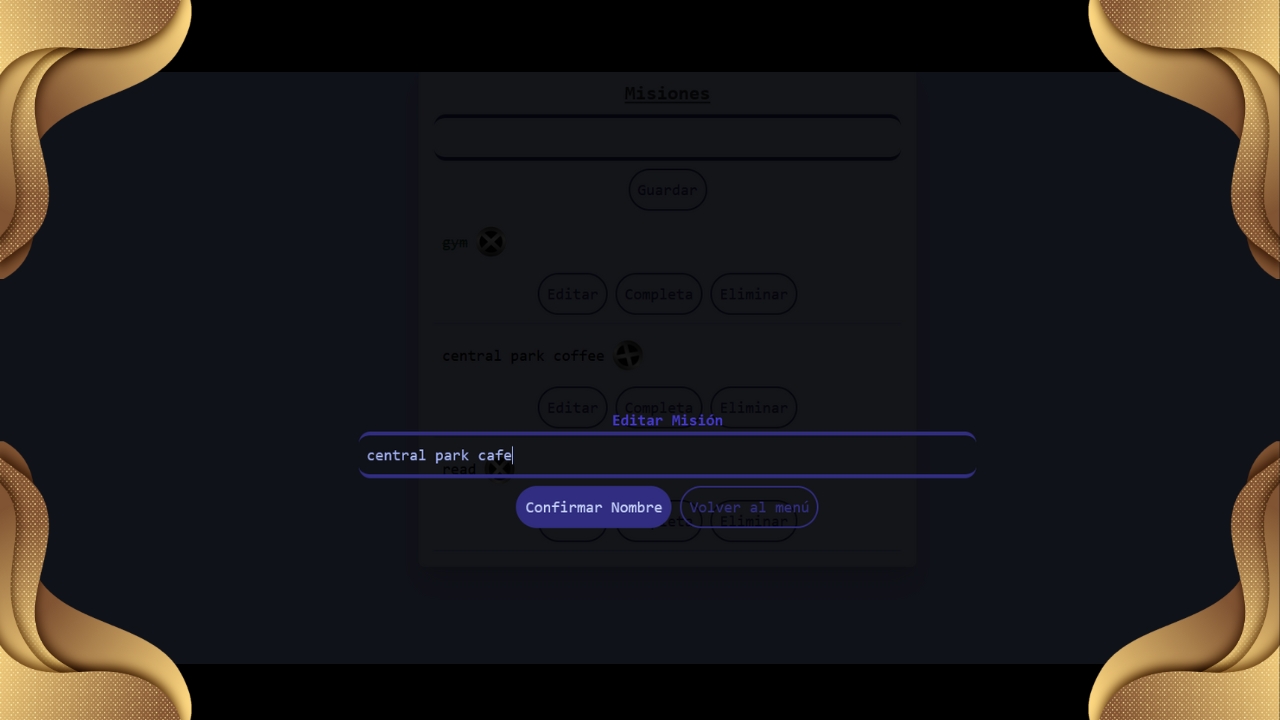 Misiones
Guardar
gym
Editar Completa Eliminar
central park coffee
Editar Completa Eliminar
Editar Misión
central park cafe
read
Confirmar Nombre Volver al menú
Eliminar